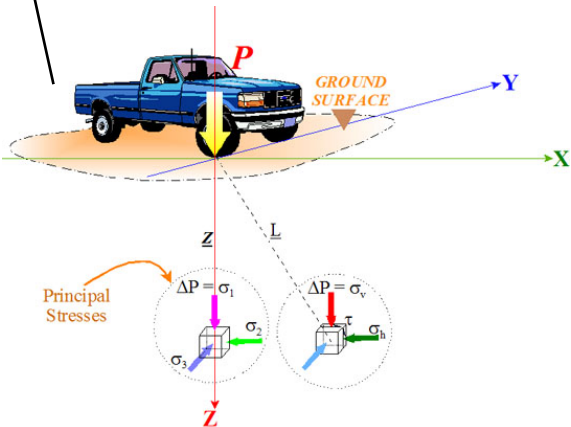 P
GROUND
SURFACE
Y
X
Z
L
ΔP = σ₁
ΔP = σᵥ
Principal
Stresses
σ₂
τ
σₕ
σ₃
Z